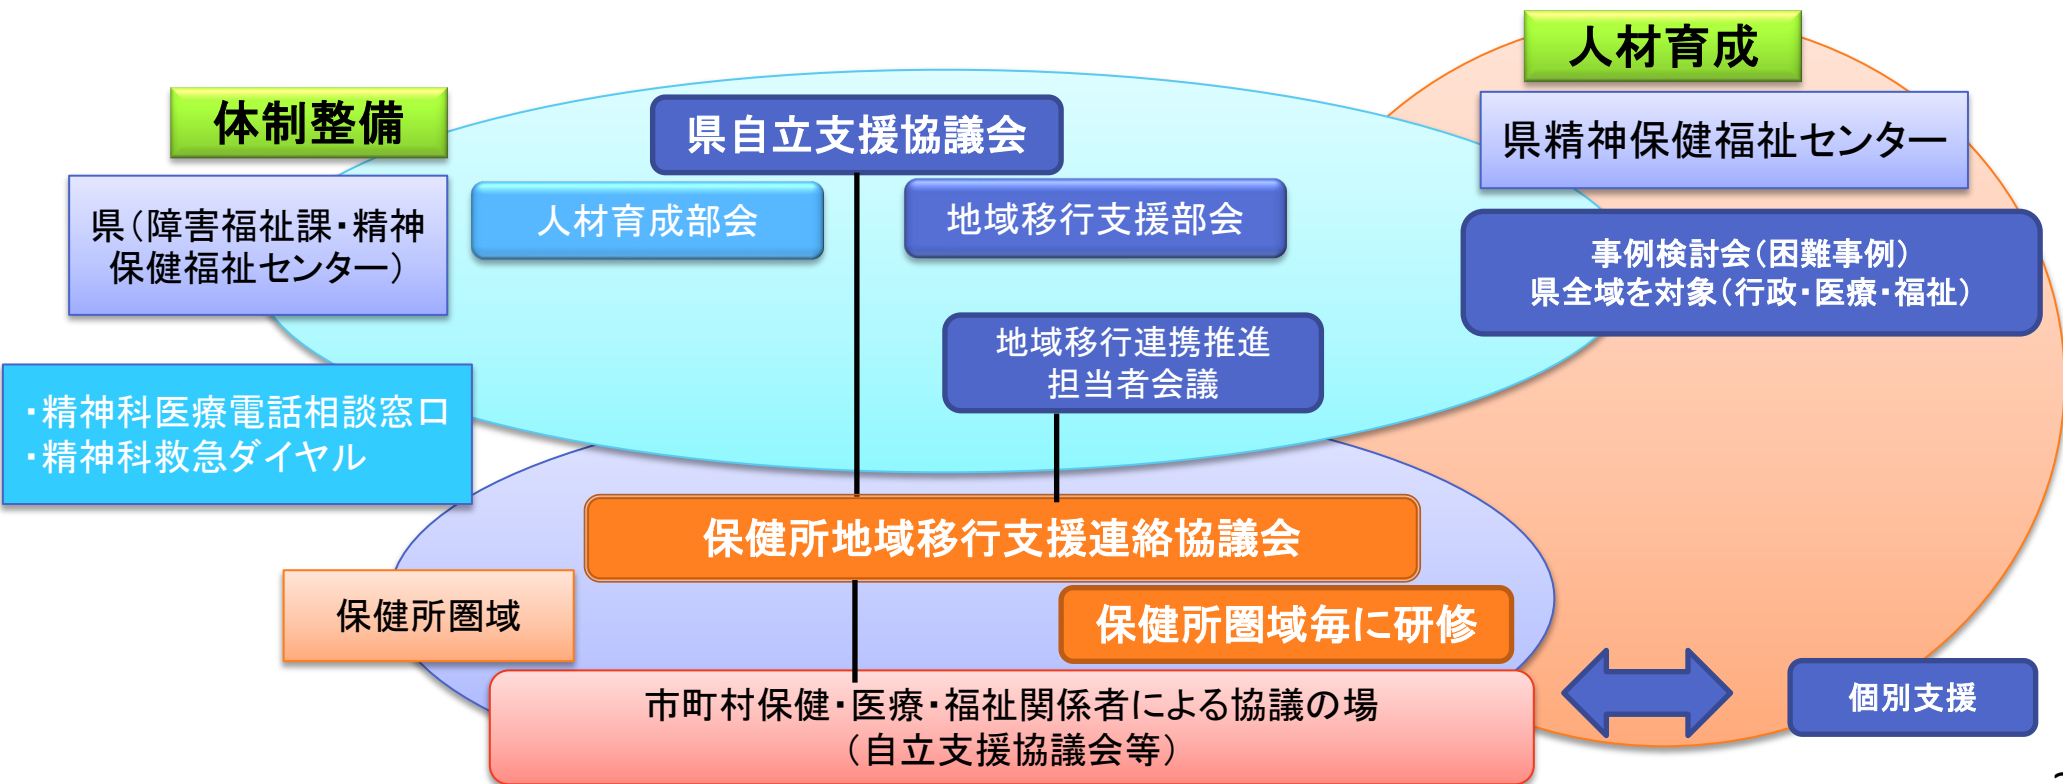 人材育成
体制整備
県自立支援協議会
県精神保健福祉センター
県（障害福祉課・精神
保健福祉センター）
人材育成部会
地域移行支援部会
事例検討会（困難事例）
県全域を対象（行政・医療・福祉）
地域移行連携推進
担当者会議
・精神科医療電話相談窓口
・精神科救急ダイヤル
保健所地域移行支援連絡協議会
保健所圏域
保健所圏域毎に研修
市町村保健・医療・福祉関係者による協議の場
（自立支援協議会等）
個別支援